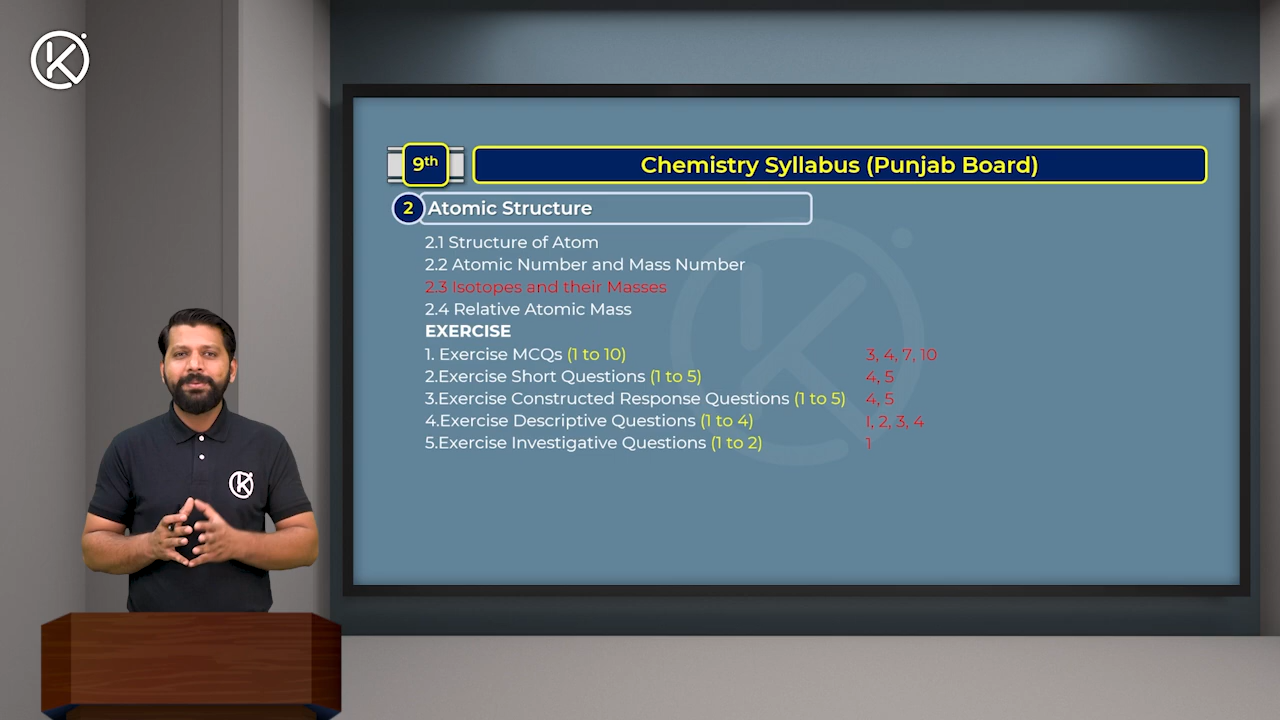 9th
Chemistry Syllabus (Punjab Board)
2 Atomic Structure
2.1 Structure of Atom
2.2 Atomic Number and Mass Number
2.3 Isotopes and their Masses
2.4 Relative Atomic Mass
EXERCISE
1. Exercise MCQs (1 to 10) 3, 4, 7, 10
2.Exercise Short Questions (1 to 5) 4, 5
3.Exercise Constructed Response Questions (1 to 5) 4, 5
4.Exercise Descriptive Questions (1 to 4) 1, 2, 3, 4
5.Exercise Investigative Questions (1 to 2) 1